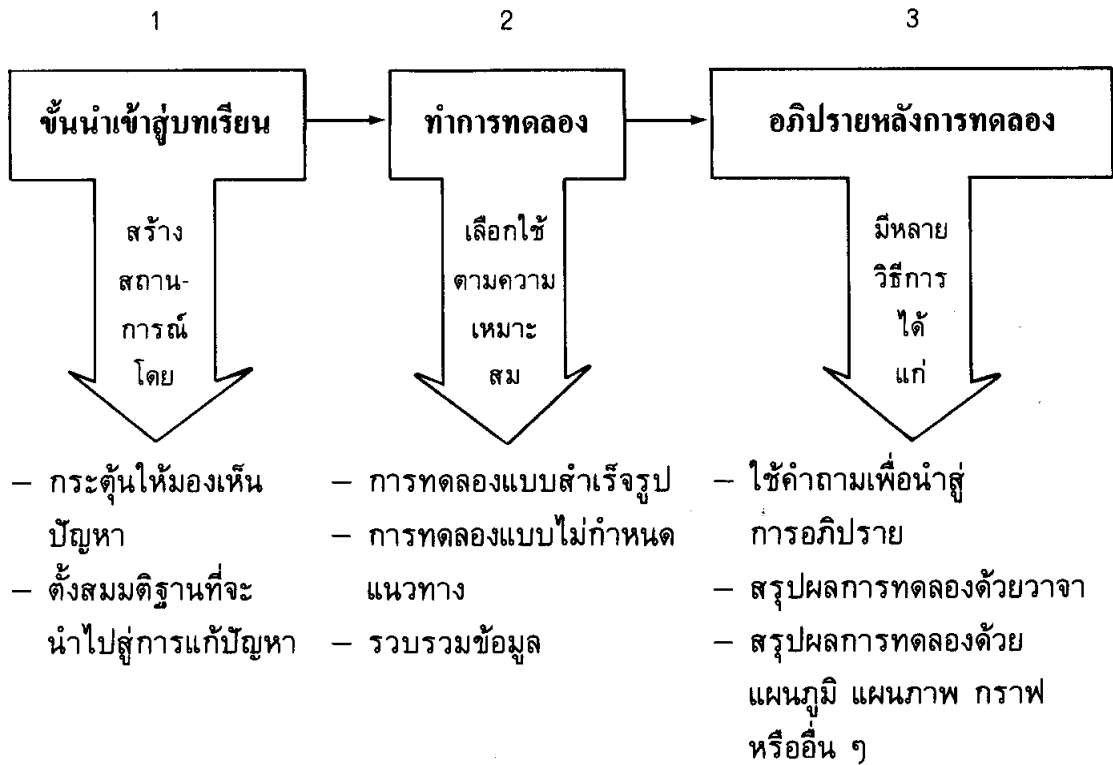 1
ขั้นนำเข้าสู่บทเรียน
สร้าง
สถาน-
การณ์
โดย
– กระตุ้นให้มองเห็น
ปัญหา
– ตั้งสมมติฐานที่จะ
นำไปสู่การแก้ปัญหา
2
ทำการทดลอง
เลือกใช้
ตามความ
เหมาะ
สม
– การทดลองแบบสำเร็จรูป
– การทดลองแบบไม่กำหนด
แนวทาง
– รวบรวมข้อมูล
3
อภิปรายหลังการทดลอง
มีหลาย
วิธีการ
ได้
แก่
– ใช้คำถามเพื่อนำสู่
การอภิปราย
– สรุปผลการทดลองด้วยวาจา
– สรุปผลการทดลองด้วย
แผนภูมิ แผนภาพ กราฟ
หรืออื่น ๆ